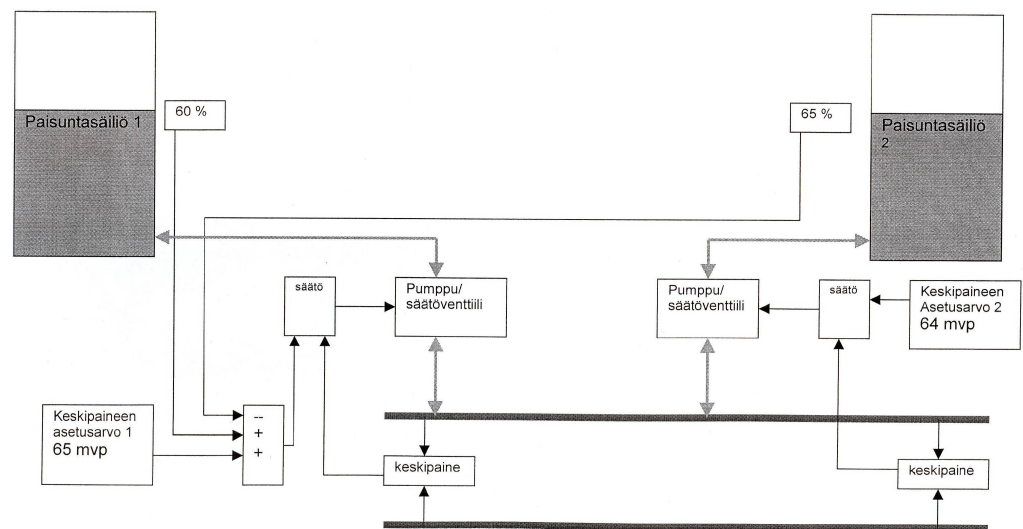 Paisuntasäiliö 1
60 %
65 %
Paisuntasäiliö
2
säätö
Pumppu/
säätöventtiili
Pumppu/
säätöventtiili
säätö
Keskipaineen
Asetusarvo 2
64 mvp
Keskipaineen
asetusarvo 1
65 mvp
--
+
+
keskipaine
keskipaine